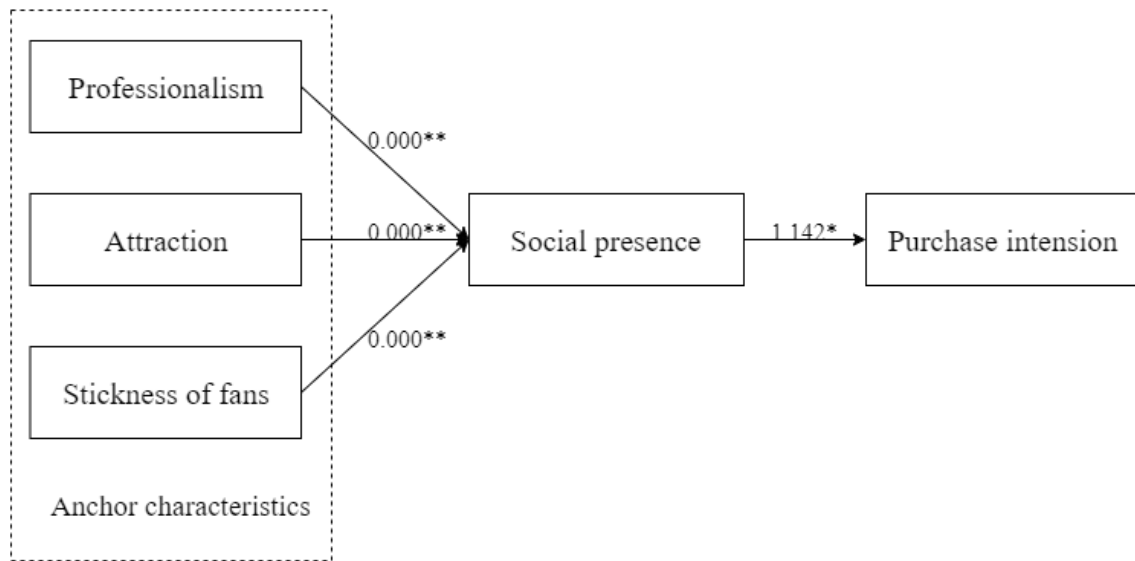 Professionalism
0.000**
Attraction
0.000**
Social presence
1.142*
Purchase intension
0.000**
Stickness of fans
Anchor characteristics